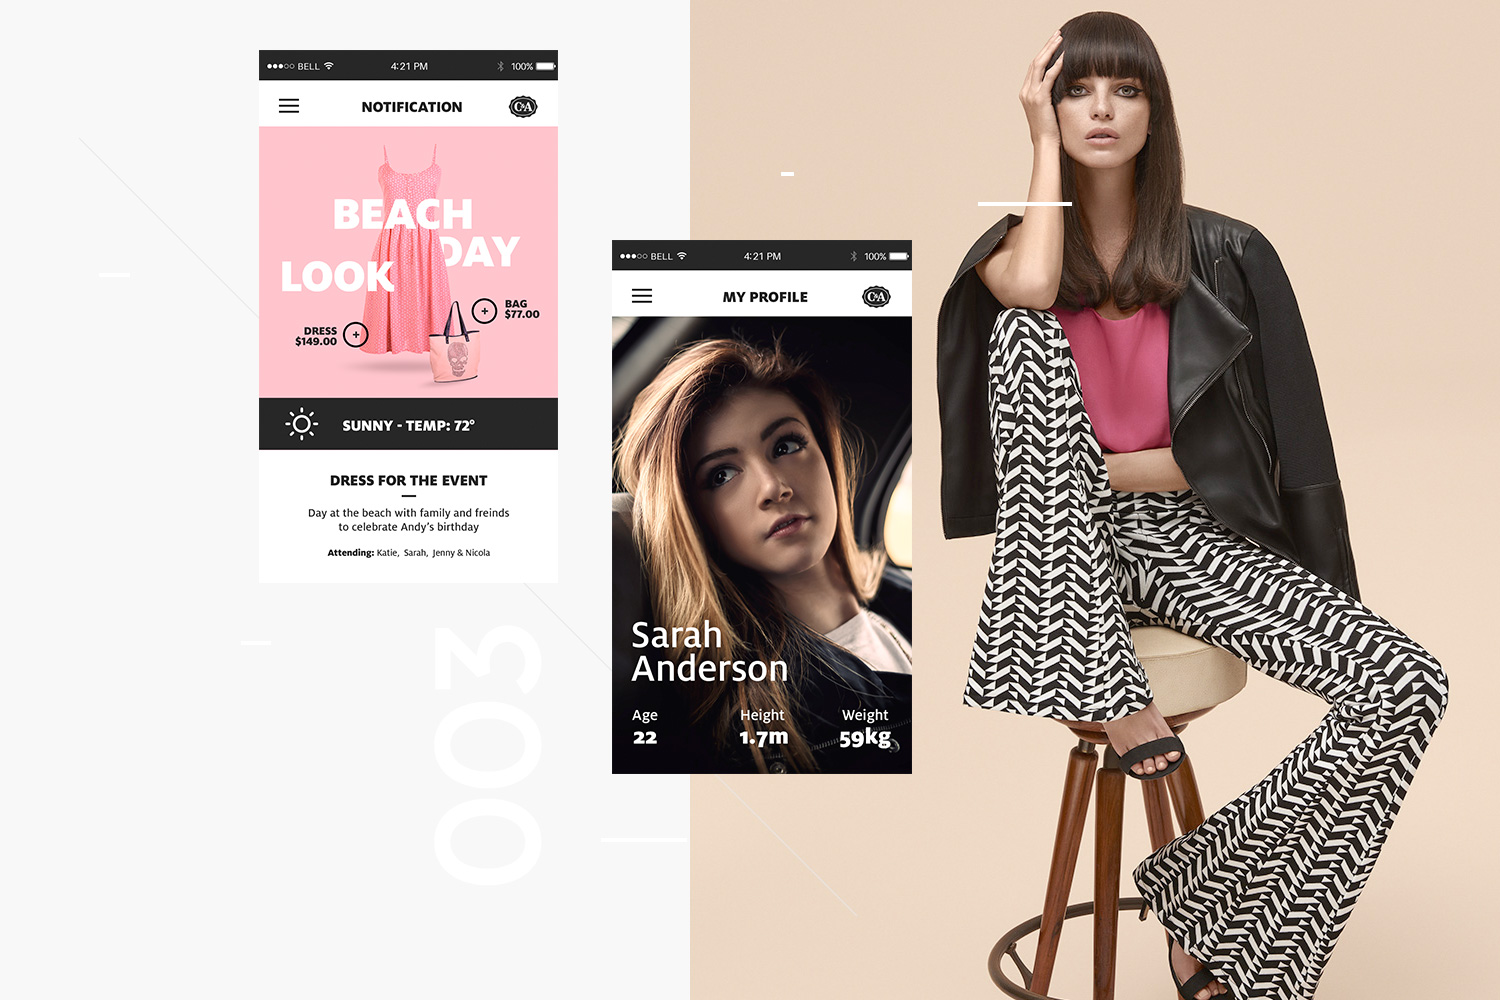 ●●●○○ BELL 4:21 PM 100%
NOTIFICATION C&A
BEACH
DAY
LOOK
BAG
$77.00
DRESS
$149.00
SUNNY - TEMP: 72°
DRESS FOR THE EVENT
Day at the beach with family and freinds
to celebrate Andy's birthday
Attending: Katie, Sarah, Jenny & Nicola
003
●●●○○ BELL 4:21 PM 100%
MY PROFILE C&A
Sarah
Anderson
Age Height Weight
22 1.7m 59kg